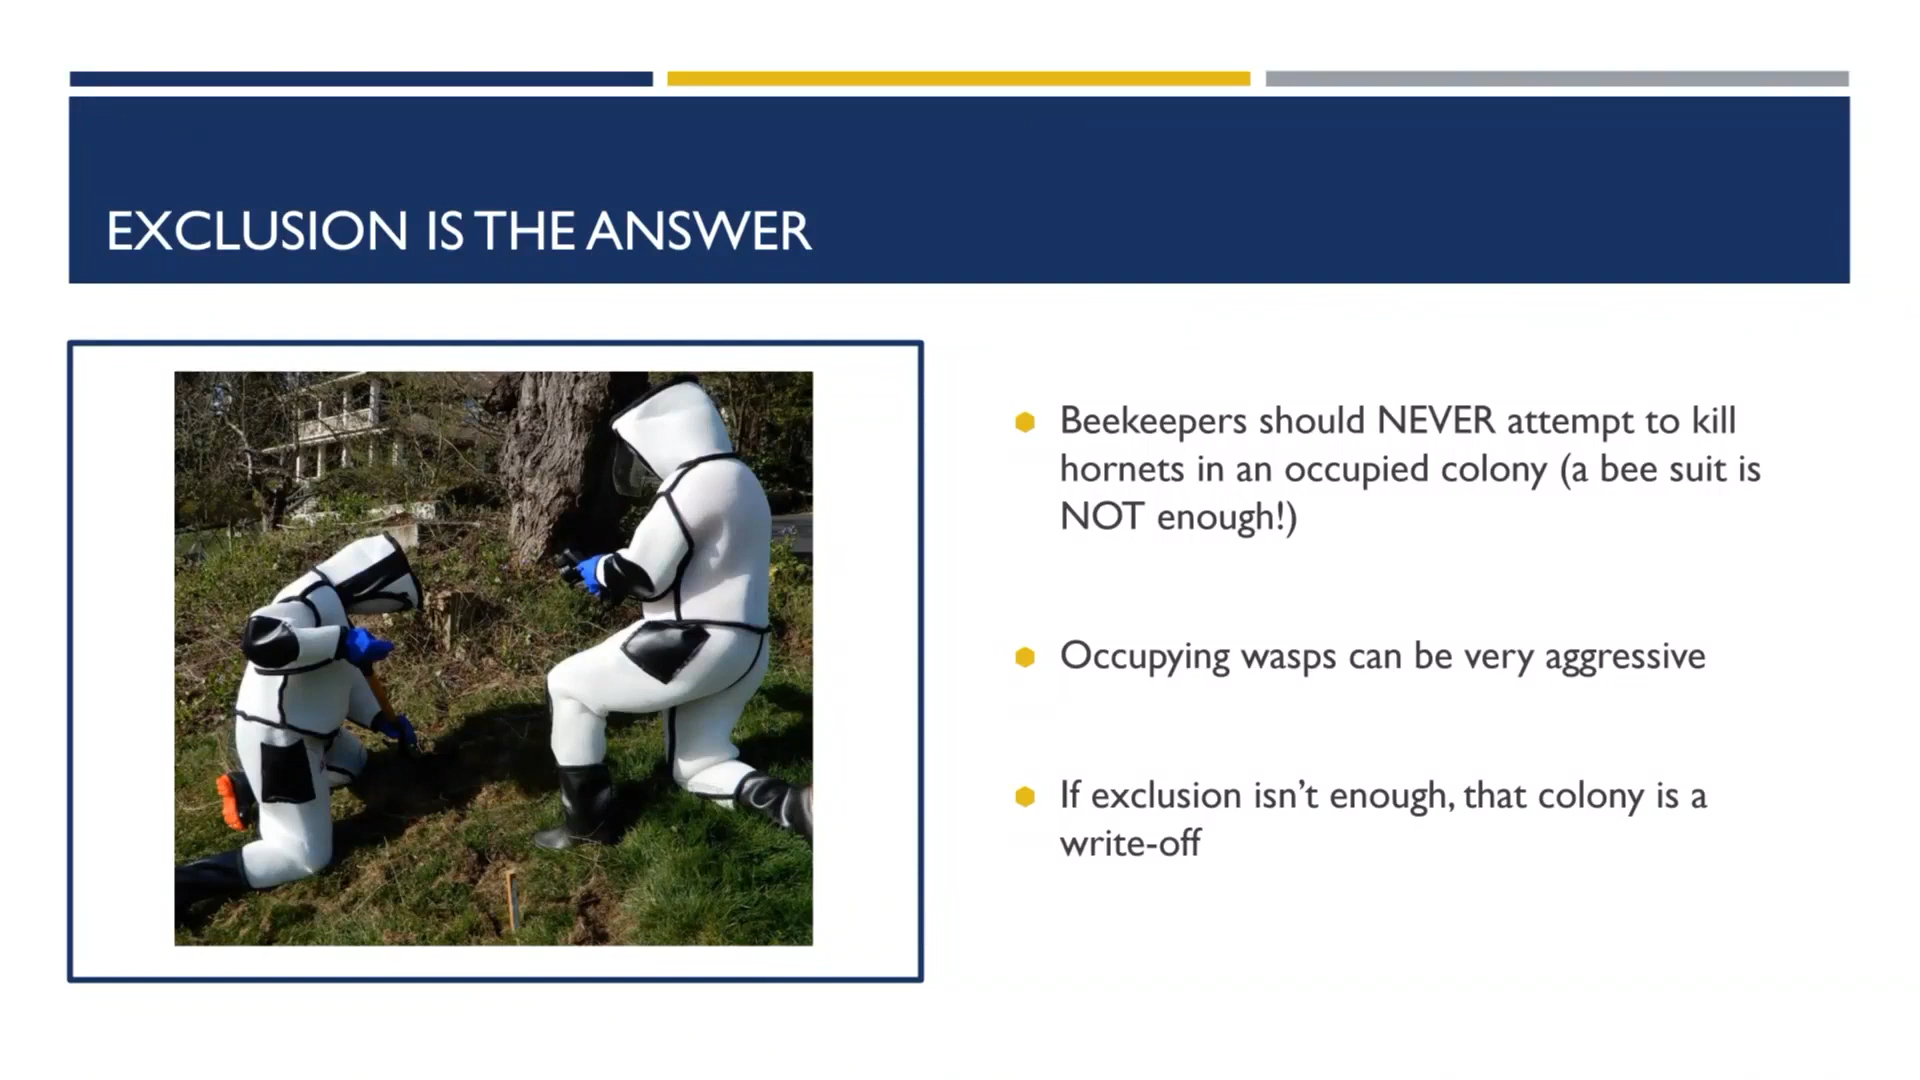 EXCLUSION IS THE ANSWER
Beekeepers should NEVER attempt to kill
hornets in an occupied colony (a bee suit is
NOT enough!)
Occupying wasps can be very aggressive
If exclusion isn’t enough, that colony is a
write-off